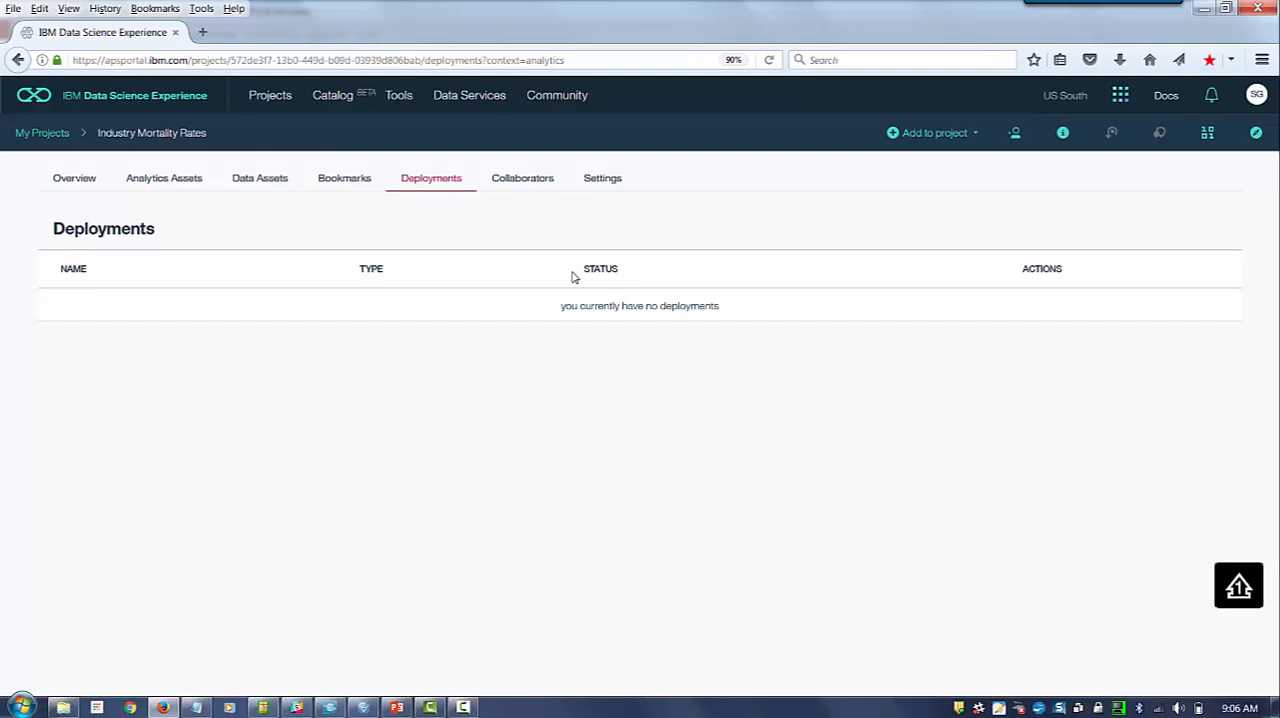 File Edit View History Bookmarks Tools Help
IBM Data Science Experience
https://apsportal.ibm.com/projects/572de3f7-13b0-449d-b09d-03939d806bab/deployments?context=analytics 90% Search
IBM Data Science Experience Projects Catalog BETA Tools Data Services Community US South Docs SG
My Projects > Industry Mortality Rates Add to project
Overview Analytics Assets Data Assets Bookmarks Deployments Collaborators Settings
Deployments
NAME TYPE STATUS ACTIONS
you currently have no deployments
1
9:06 AM